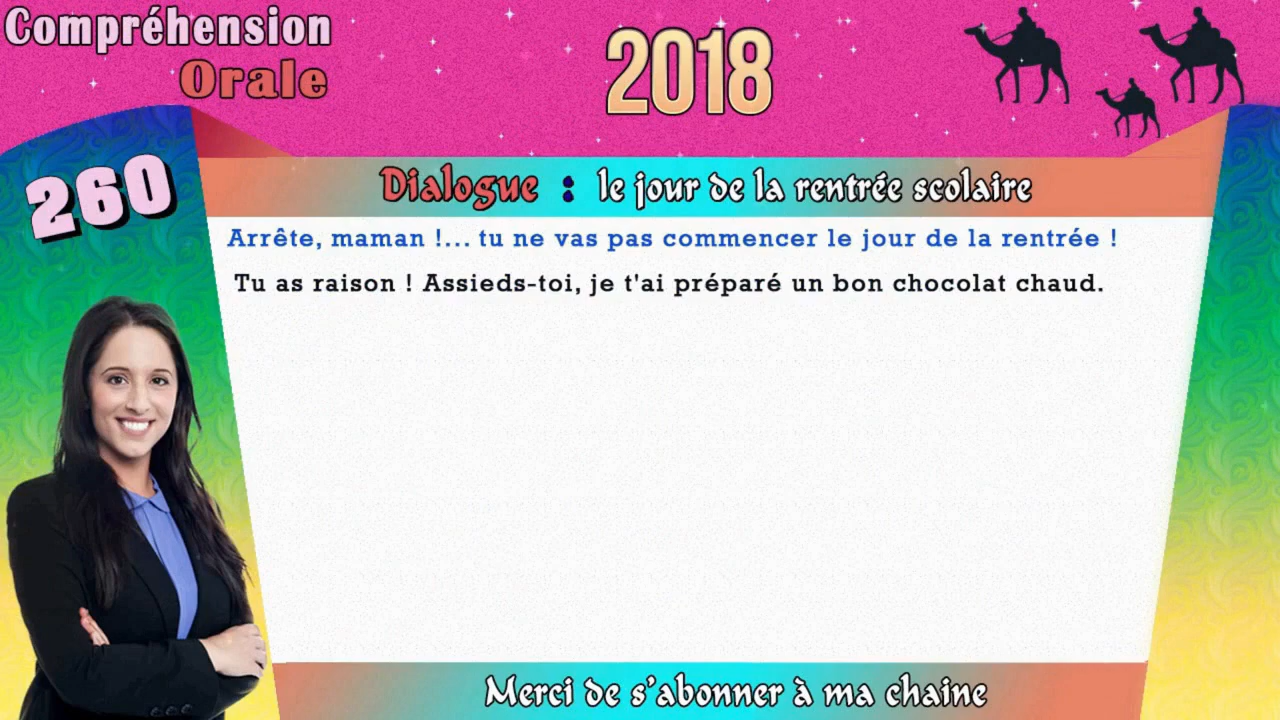 Compréhension
Orale
2018
260
Dialogue : le jour de la rentrée scolaire
Arrête, maman !... tu ne vas pas commencer le jour de la rentrée !
Tu as raison ! Assieds-toi, je t'ai préparé un bon chocolat chaud.
Merci de s'abonner à ma chaine